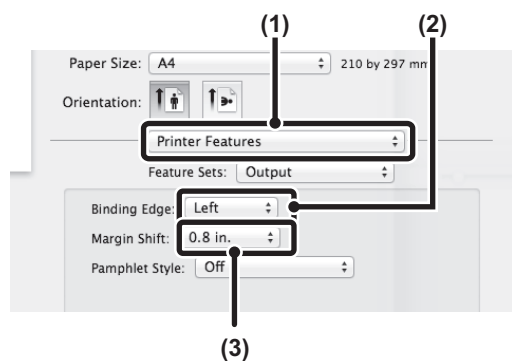 (1) (2)
Paper Size: A4 210 by 297 mm
Orientation:
Printer Features
Feature Sets: Output
Binding Edge: Left
Margin Shift: 0.8 in.
Pamphlet Style: Off
(3)